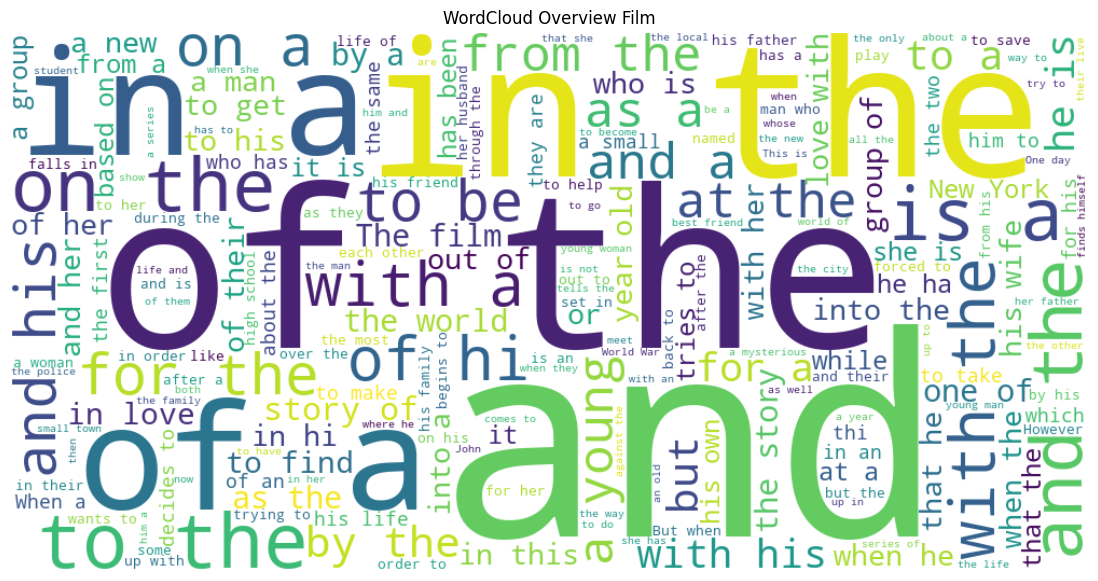 WordCloud Overview Film
in a
in the
of the
and
of a
on a
from the
to a
he is
a new
from a
by a
life of
that she
the local
his father
has a
the only
play
about a
to save
way to
their live
try to
a group
student
when she
are
a man
to get
to his
has to
him and
the same
has been
her husband
through the
who is
as a
they are
to become
a small
and a
named
be a
when
man who
whose
the new
This is
love with
all the
group of
the two
him to
One day
falls in
based on
a series
who has
it is
show
his friend
on the
to her
during the
of her
as they
to be
to help
to go
The film
each other
out of
year old
young woman
is not
out to
tells the
set in
or
at the
best friend
world of
with her
she is
New York
is a
from his
for his
finds himself
the city
forced to
he ha
into the
and his
and her
the first
life and
and is
of them
of their
high school
about the
the man
with a
the world
the most
over the
of hi
is an
when they
meet
World War
back to
tries to
after the
a mysterious
for a
while
and their
up to
to take
with the
his wife
her father
the other
and the
a woman
the police
in order
like
for the
after a
both
the family
in love
small town
then
in their
When a
wants to
some
up with
decides to
now
him a
to make
story of
where he
in hi
to have
to find
of an
in her
as the
trying to
his life
by the
order to
to the
his family
begins to
on his
into a
comes to
it
for her
in this
John
a young
against the
the way
to do
she has
an old
with an
but
as well
his own
But when
with his
the story
a year
thi
in an
at a
but the
up in
series of
when he
one of
young man
that he
by his
which
However
when the
the life
that the